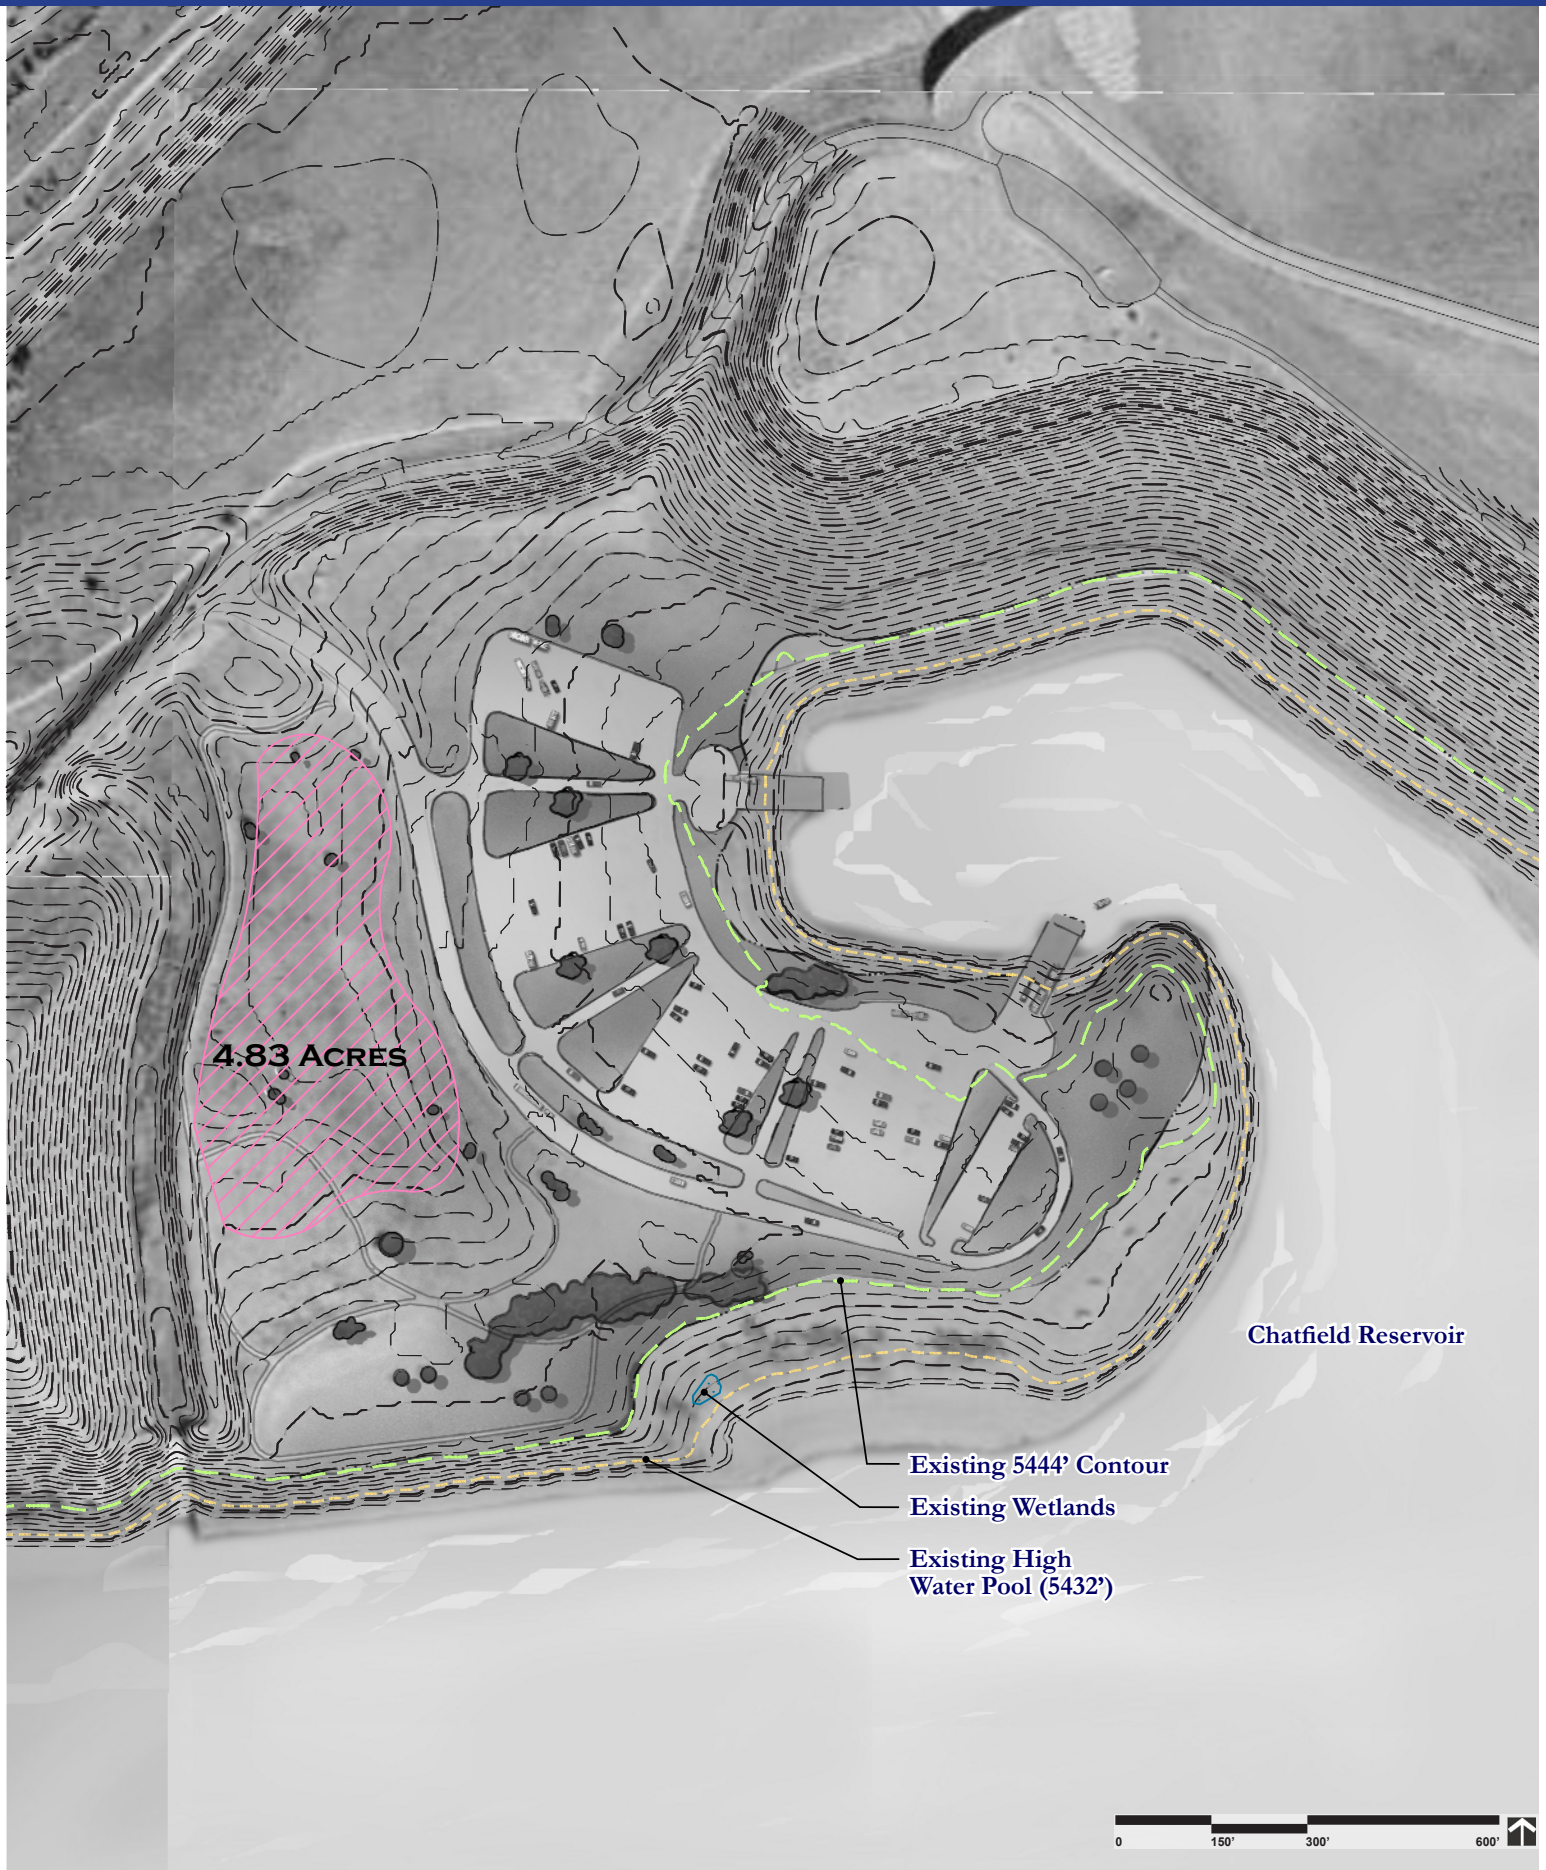 4.83 Acres
Chatfield Reservoir
Existing 5444’ Contour
Existing Wetlands
Existing High
Water Pool (5432’)
0 150’ 300’ 600’